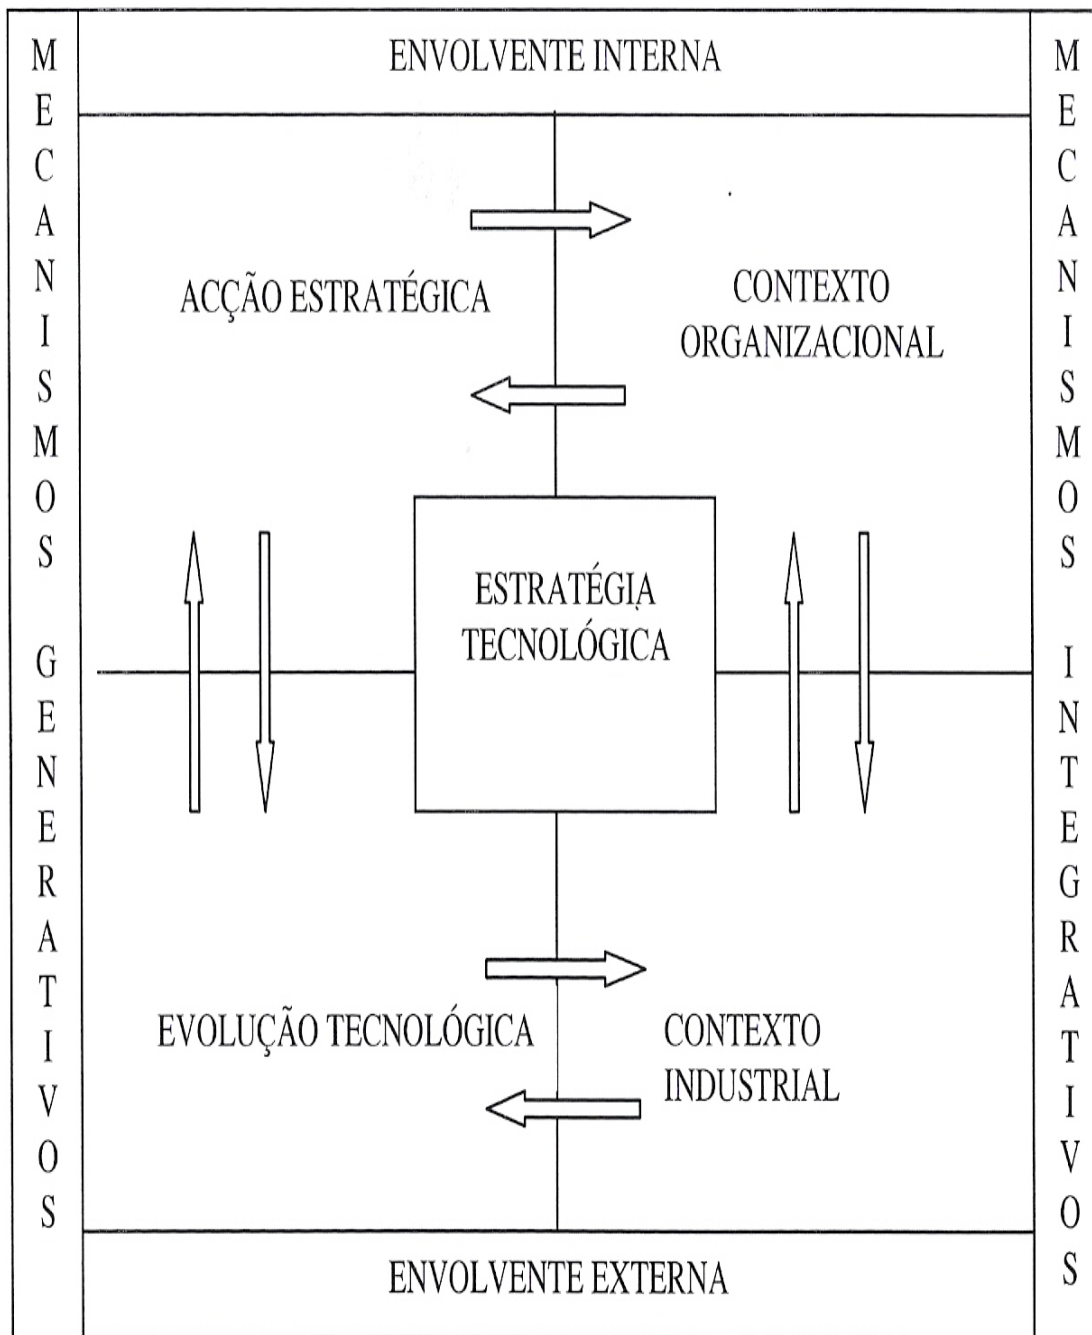 ENVOLVENTE INTERNA
MECANISMOS GENERATIVOS
ACÇÃO ESTRATÉGICA
CONTEXTO
ORGANIZACIONAL
ESTRATÉGIA
TECNOLÓGICA
EVOLUÇÃO TECNOLÓGICA
CONTEXTO
INDUSTRIAL
MECANISMOS INTEGRATIVOS
ENVOLVENTE EXTERNA